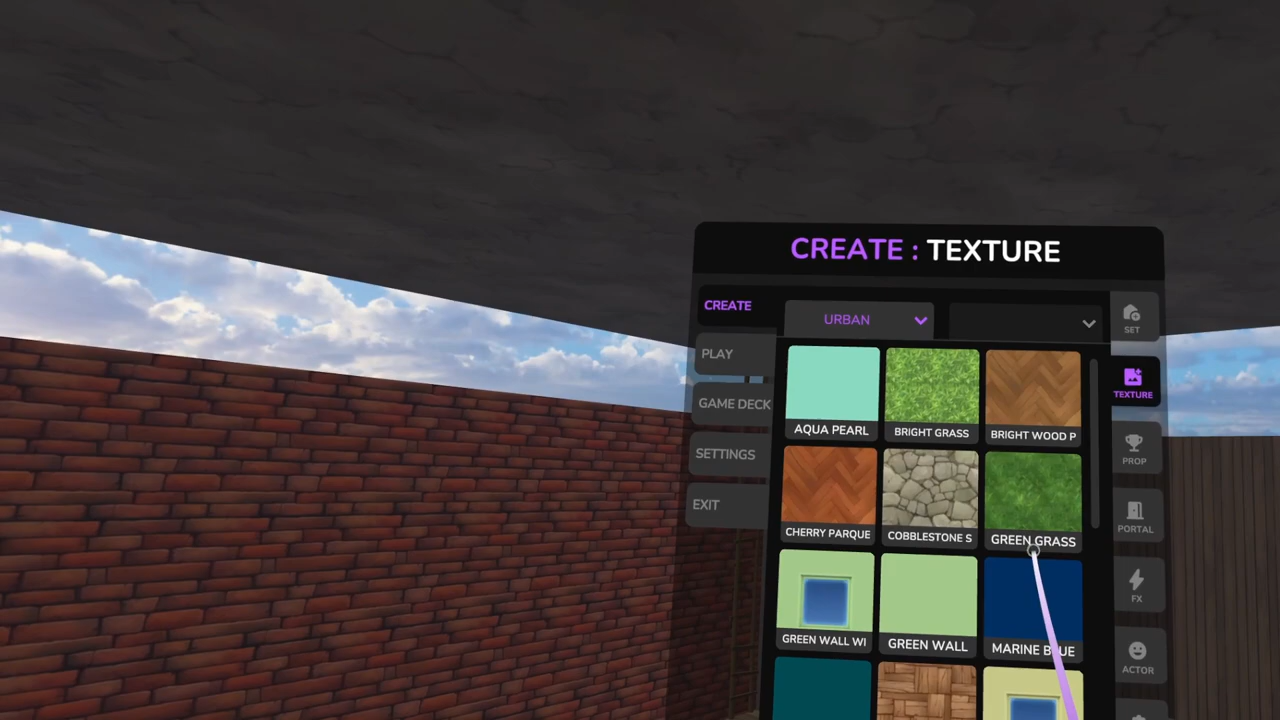 CREATE : TEXTURE
CREATE
PLAY
GAME DECK
SETTINGS
EXIT
URBAN
AQUA PEARL
BRIGHT GRASS
BRIGHT WOOD P
CHERRY PARQUE
COBBLESTONE S
GREEN GRASS
GREEN WALL WI
GREEN WALL
MARINE BLUE
SET
TEXTURE
PROP
PORTAL
FX
ACTOR